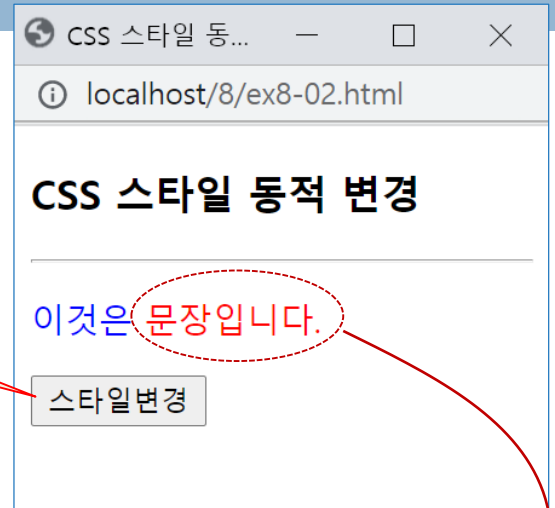 CSS 스타일 동...
localhost/8/ex8-02.html
CSS 스타일 동적 변경
이것은 문장입니다.
스타일변경